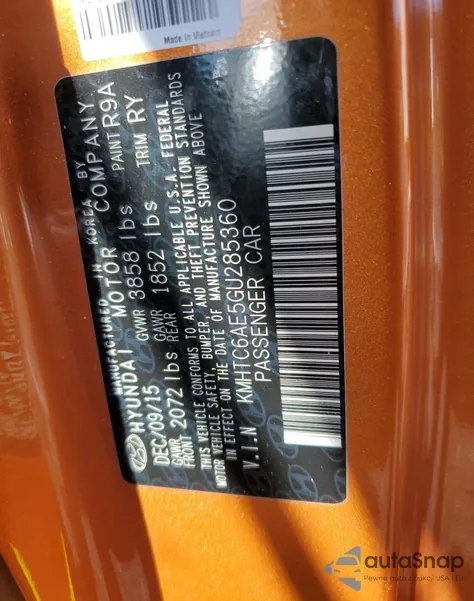 Made in Vietnam
MANUFACTURED IN KOREA BY
HYUNDAI MOTOR COMPANY
DEC/09/15 GVWR 3858 lbs PAINT R9A
GAWR FRONT 2072 lbs GAWR REAR 1852 lbs TRIM RY
THIS VEHICLE CONFORMS TO ALL APPLICABLE U.S.A. FEDERAL
MOTOR VEHICLE SAFETY, BUMPER, AND THEFT PREVENTION STANDARDS
IN EFFECT ON THE DATE OF MANUFACTURE SHOWN ABOVE
V.I.N KMHTC6AE5GU285360
PASSENGER CAR
autoSnap